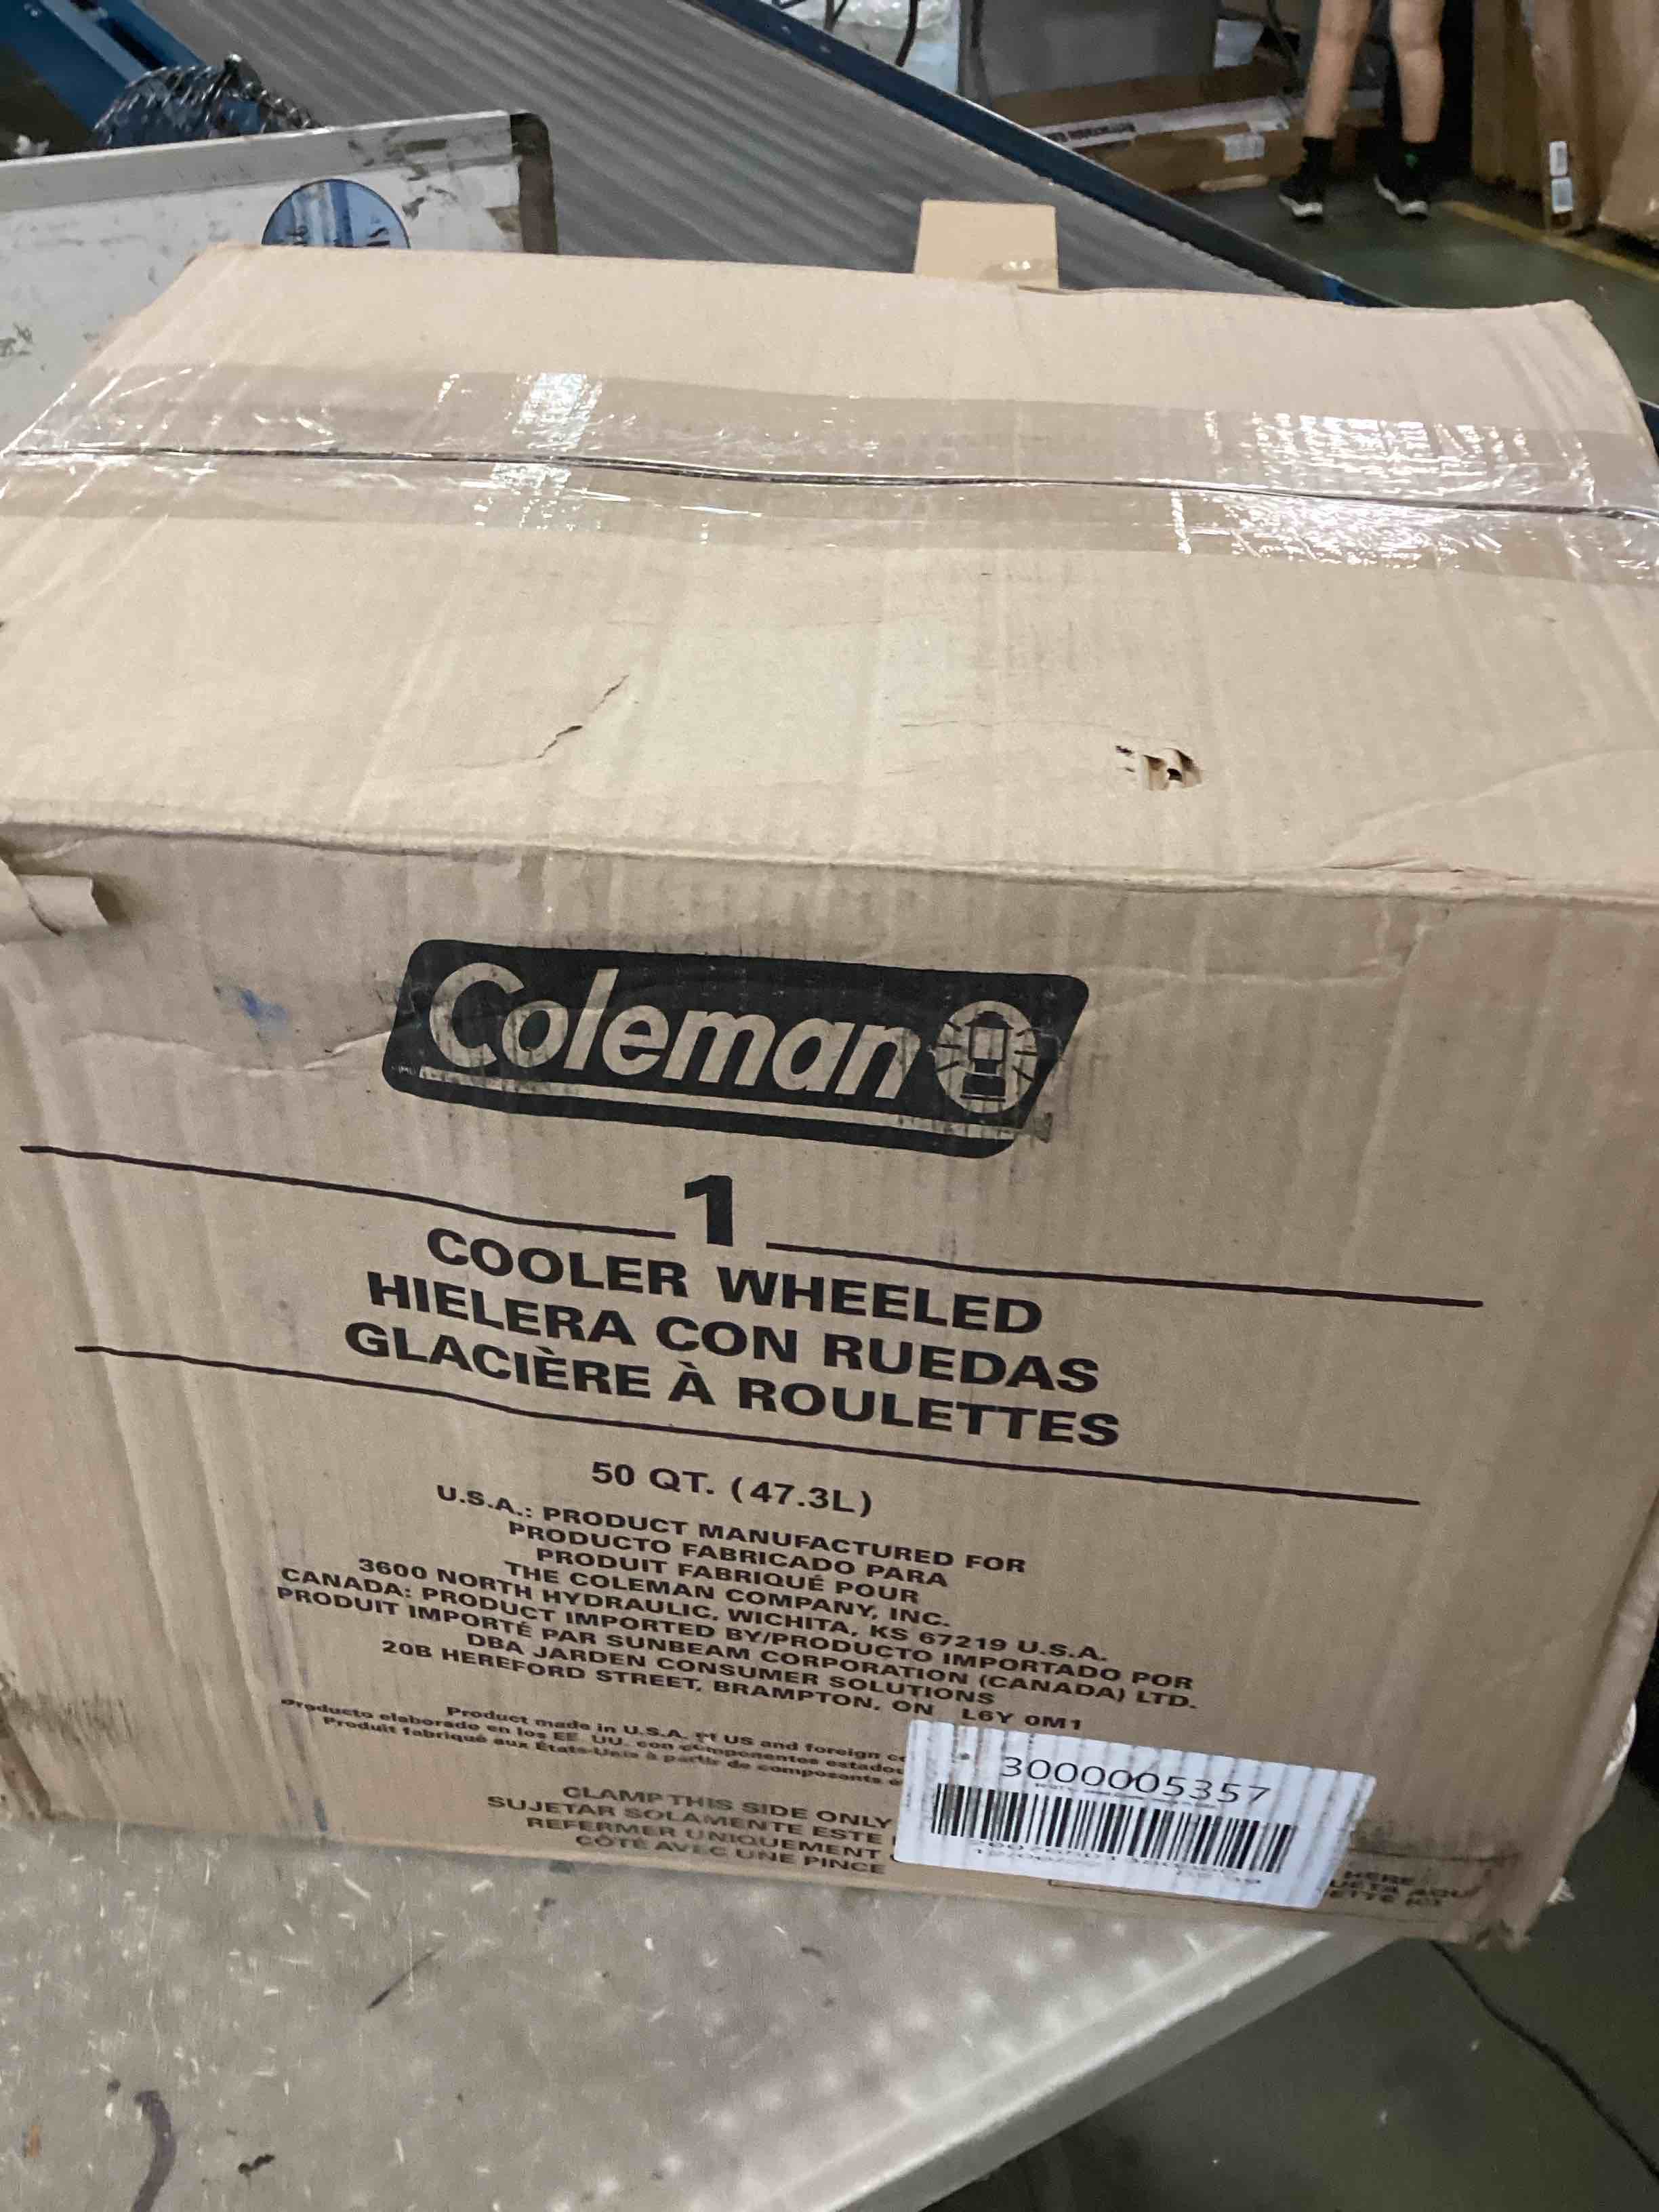 Coleman
1
COOLER WHEELED
HIELERA CON RUEDAS
GLACIÈRE À ROULETTES
50 QT. (47.3L)
U.S.A.: PRODUCT MANUFACTURED FOR
PRODUCTO FABRICADO PARA
PRODUIT FABRIQUÉ POUR
THE COLEMAN COMPANY, INC.
3600 NORTH HYDRAULIC, WICHITA, KS 67219 U.S.A.
CANADA: PRODUCT IMPORTED BY/PRODUCTO IMPORTADO POR
PRODUIT IMPORTÉ PAR SUNBEAM CORPORATION (CANADA) LTD.
DBA JARDEN CONSUMER SOLUTIONS
20B HEREFORD STREET, BRAMPTON, ON L6Y 0M1
Product made in U.S.A. of US and foreign
Producto elaborado en los EE. UU. con componentes
Produit fabriqué aux États-Unis à partir de composants
CLAMP THIS SIDE ONLY
SUJETAR SOLAMENTE ESTE
REFERMER UNIQUEMENT
CÔTÉ AVEC UNE PINCE
3000005357
HERE
AQUÍ
ICI